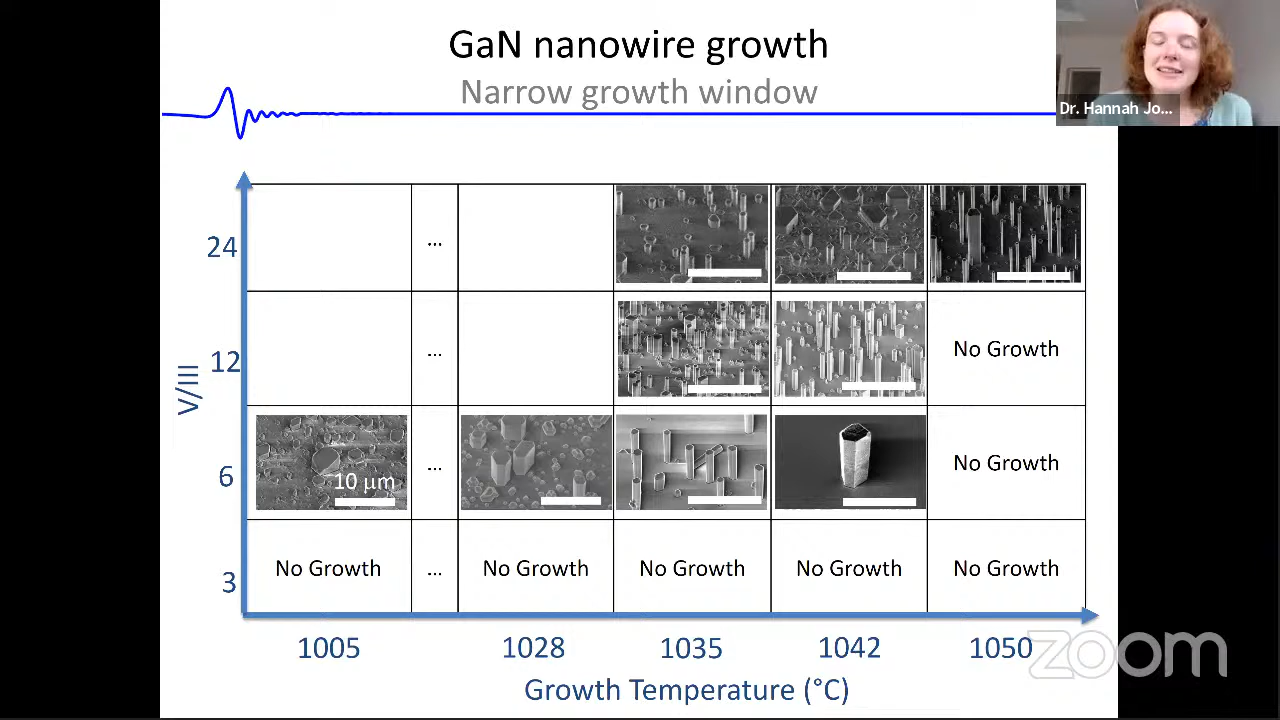 GaN nanowire growth
Narrow growth window
Dr. Hannah Jo...
24
...
12
...
No Growth
V/III
6
10 μm
...
No Growth
3
No Growth
...
No Growth
No Growth
No Growth
No Growth
1005
1028
1035
1042
1050
Growth Temperature (°C)
zoom